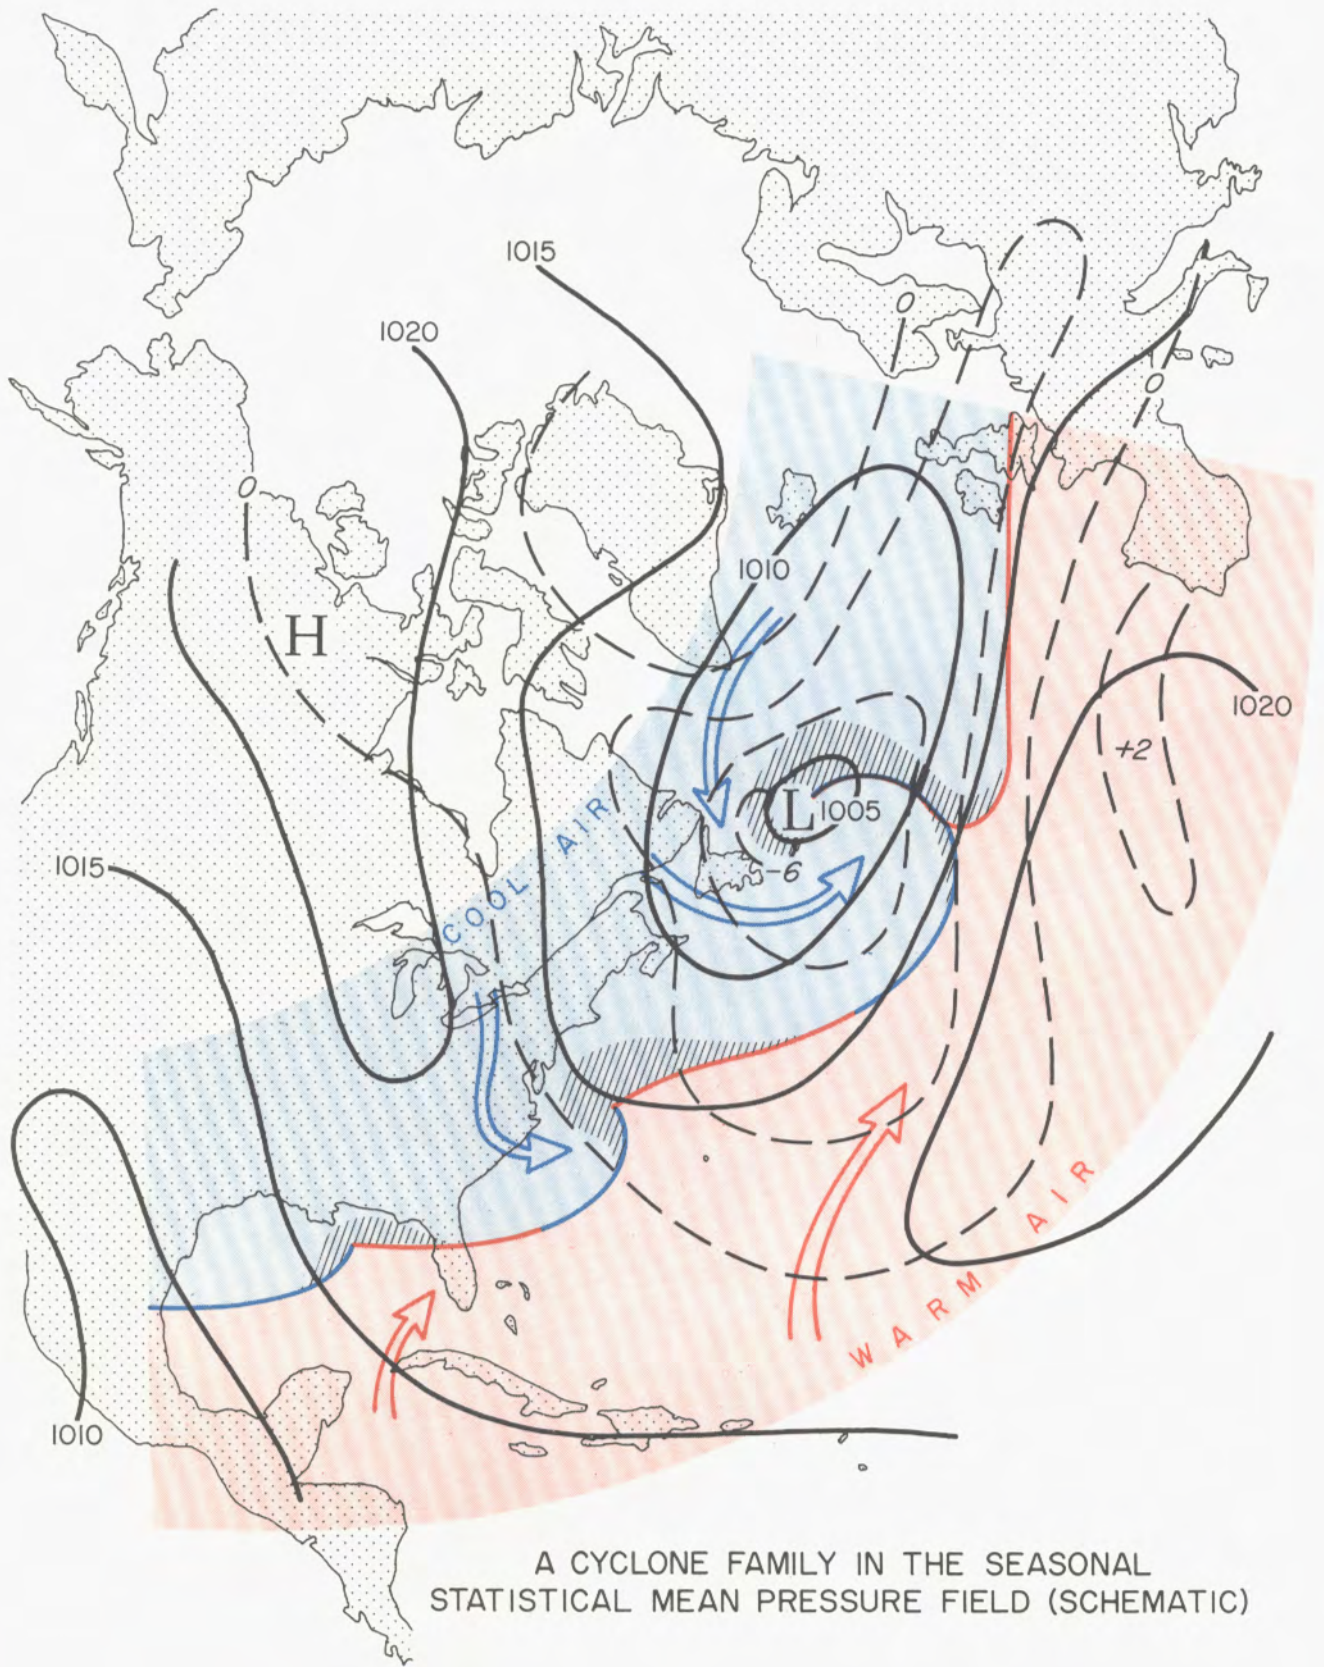 1015
1020
0
0
0
1010
H
1020
+2
L 1005
COOL AIR
1015
-6
WARM AIR
1010
A CYCLONE FAMILY IN THE SEASONAL
STATISTICAL MEAN PRESSURE FIELD (SCHEMATIC)